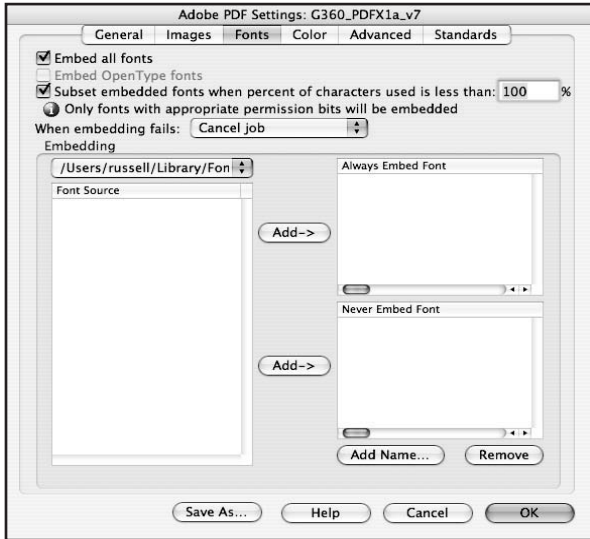 Adobe PDF Settings: G360_PDFX1a_v7
General Images Fonts Color Advanced Standards
Embed all fonts
Embed OpenType fonts
Subset embedded fonts when percent of characters used is less than: 100 %
Only fonts with appropriate permission bits will be embedded
When embedding fails: Cancel job
Embedding
/Users/russell/Library/Fon
Font Source
Always Embed Font
Add->
Never Embed Font
Add->
Add Name... Remove
Save As... Help Cancel OK